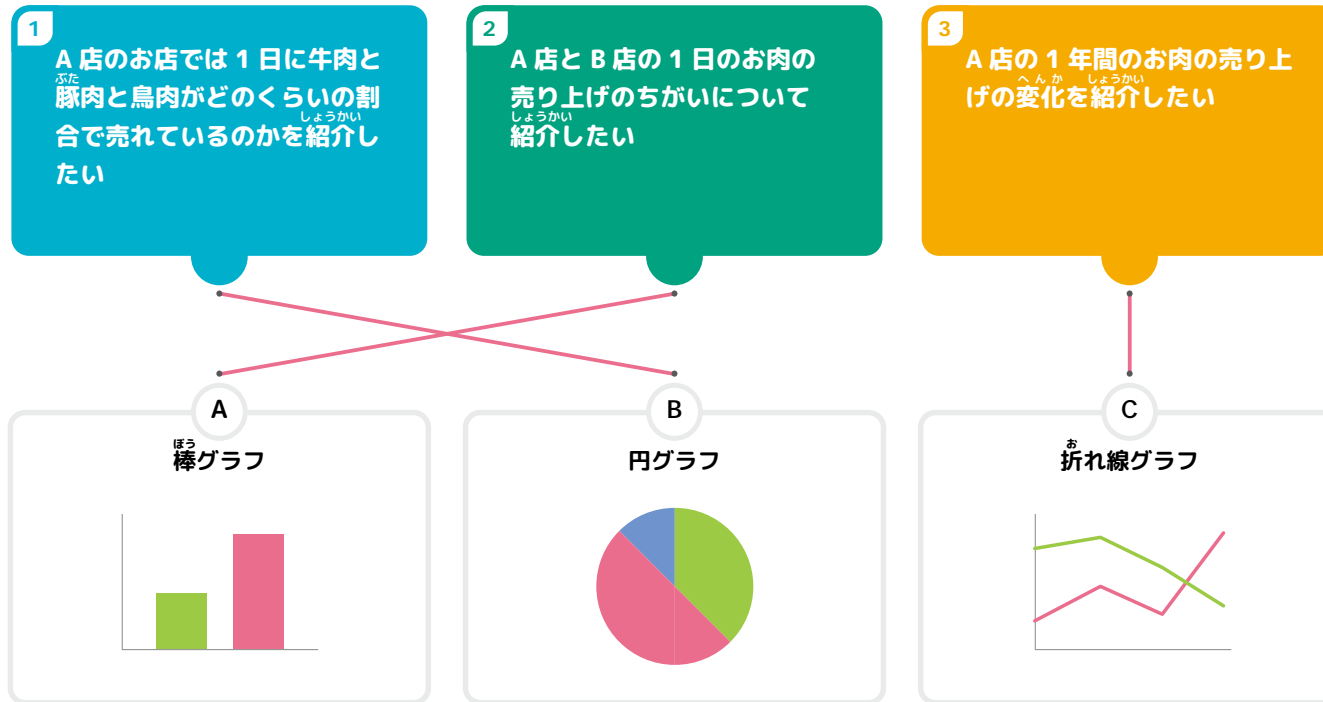 1
A 店のお店では 1 日に牛肉と
豚肉と鳥肉がどのくらいの割
ぶた
合で売れているのかを紹介し
しょうかい
たい
2
A 店と B 店の 1 日のお肉の
売り上げのちがいについて
紹介したい
しょうかい
3
A 店の 1 年間のお肉の売り上
げの変化を紹介したい
へんか しょうかい
A
棒グラフ
ぼう
B
円グラフ
C
折れ線グラフ
お